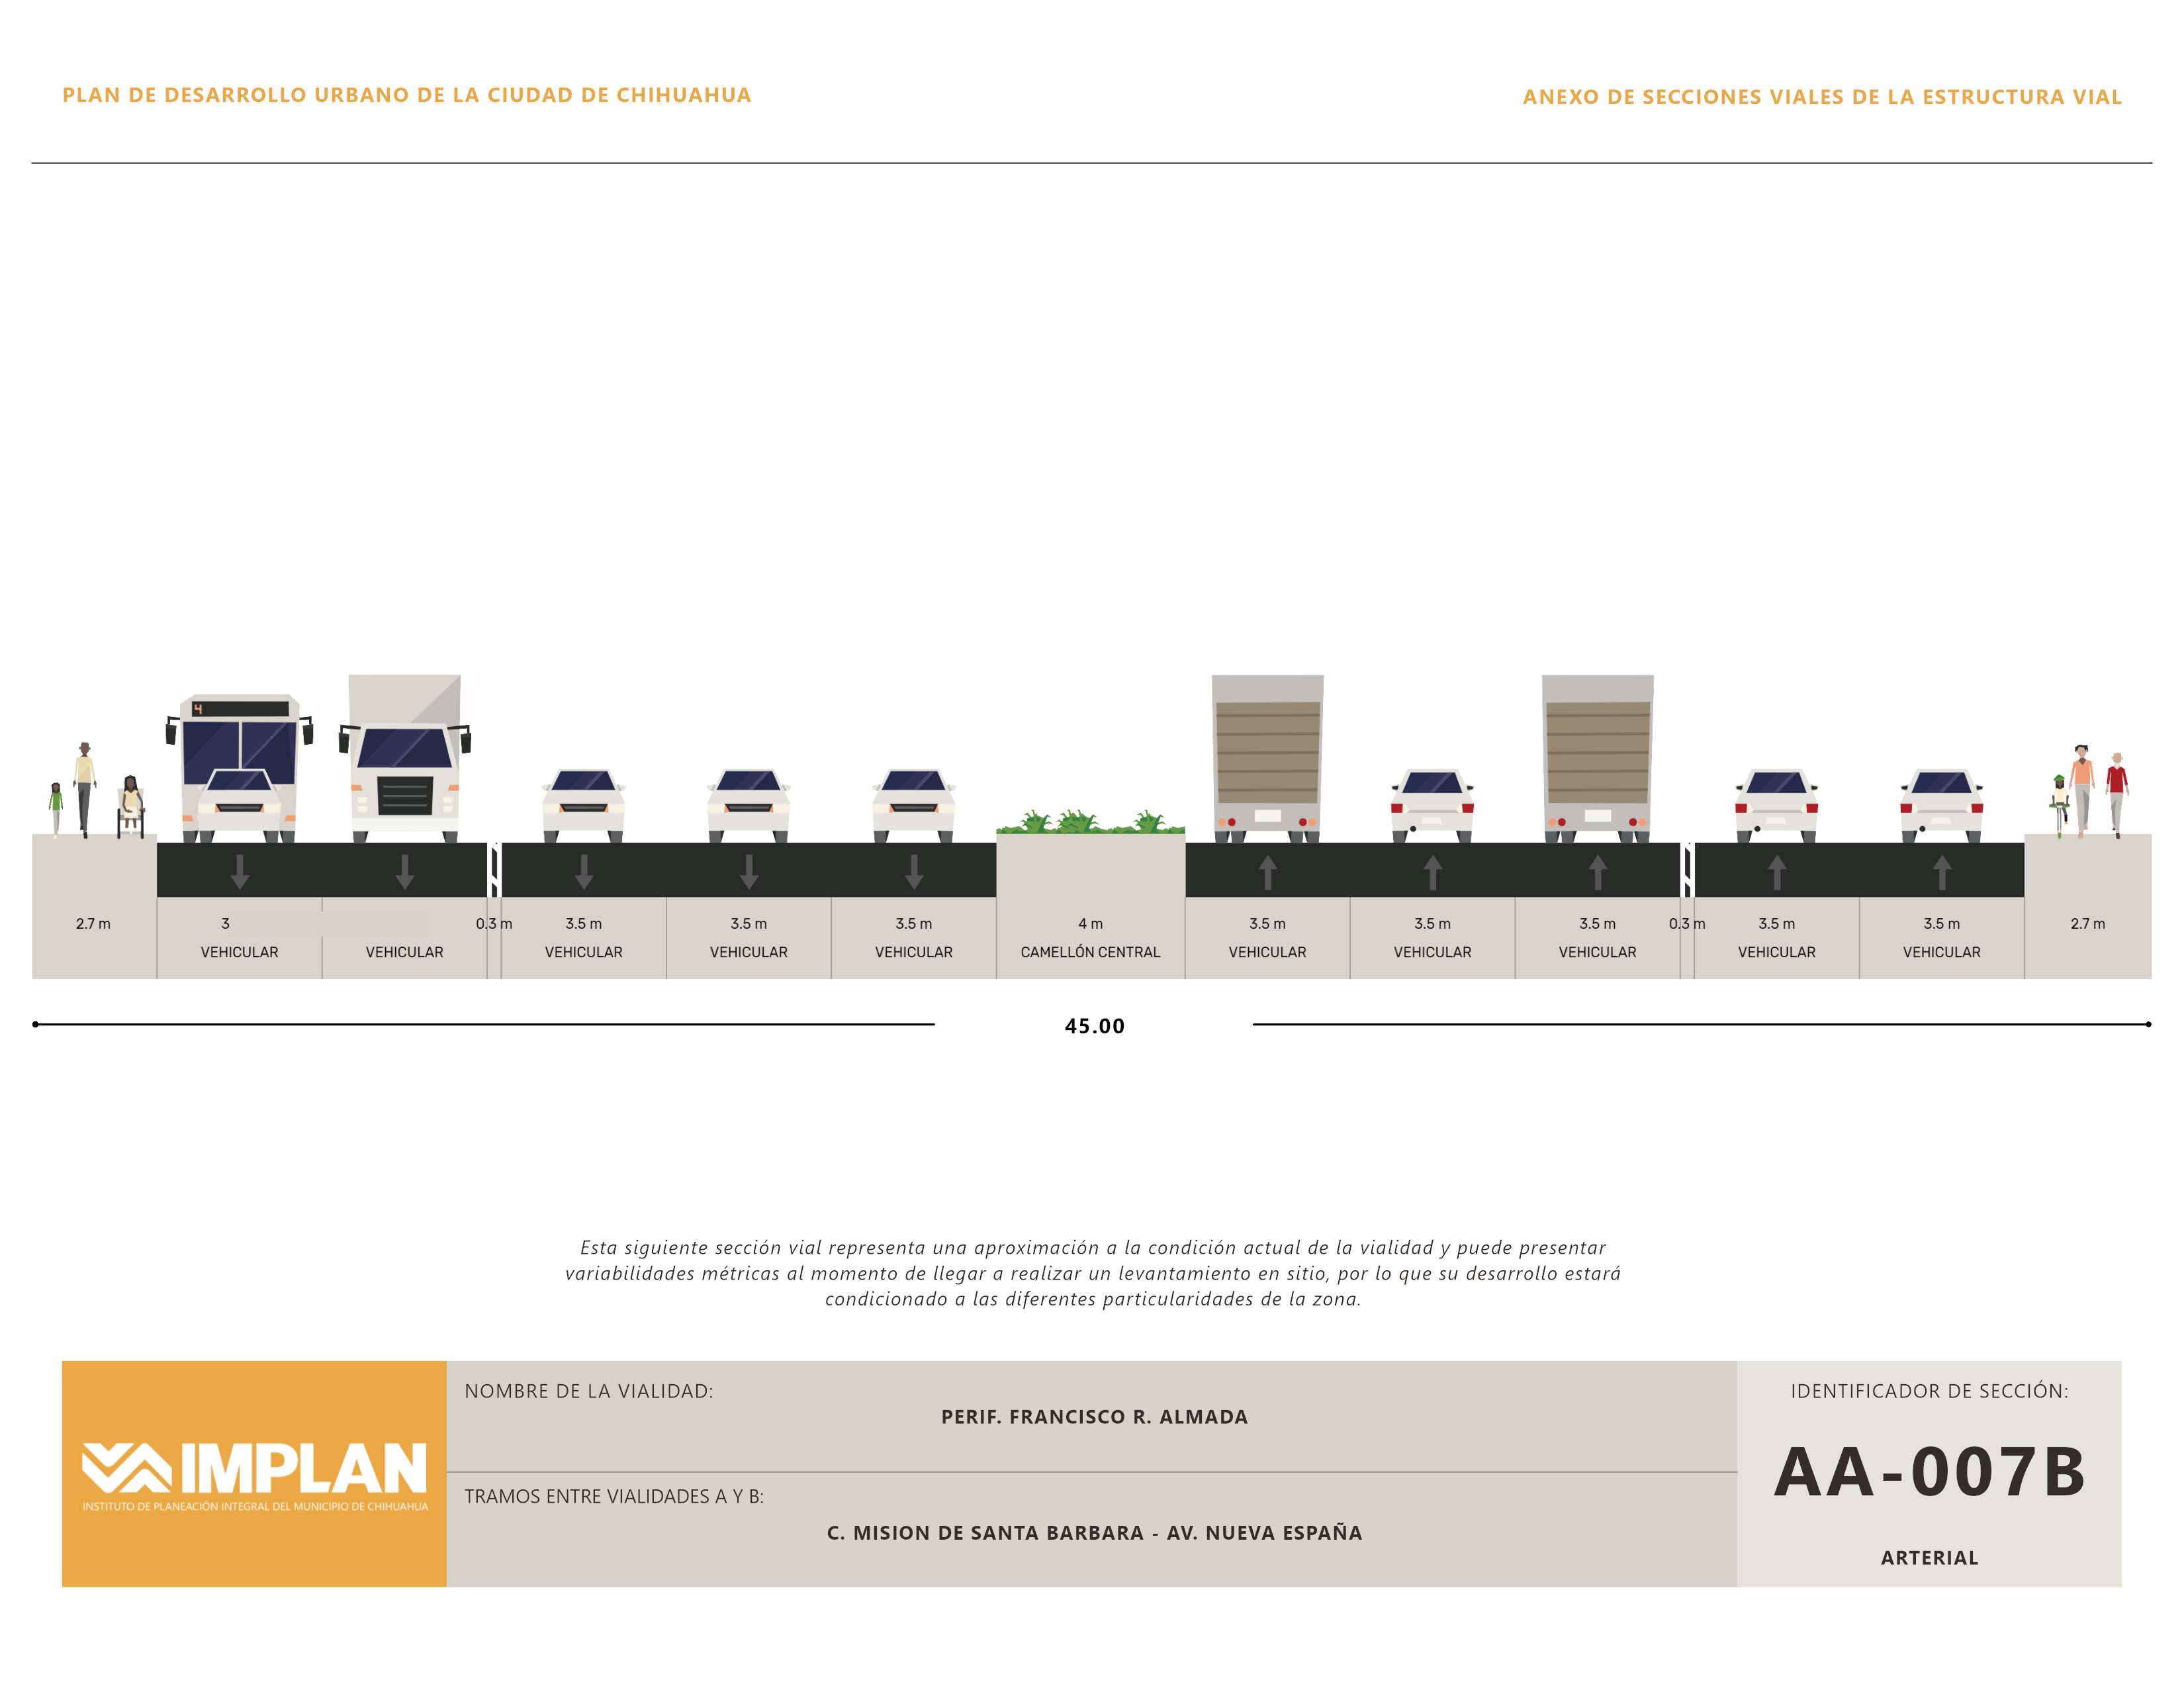 PLAN DE DESARROLLO URBANO DE LA CIUDAD DE CHIHUAHUA
ANEXO DE SECCIONES VIALES DE LA ESTRUCTURA VIAL
4
2.7 m 3 0.3 m 3.5 m 3.5 m 3.5 m 4 m 3.5 m 3.5 m 3.5 m 0.3 m 3.5 m 3.5 m 2.7 m
VEHICULAR VEHICULAR VEHICULAR VEHICULAR VEHICULAR CAMELLÓN CENTRAL VEHICULAR VEHICULAR VEHICULAR VEHICULAR VEHICULAR
45.00
Esta siguiente sección vial representa una aproximación a la condición actual de la vialidad y puede presentar
variabilidades métricas al momento de llegar a realizar un levantamiento en sitio, por lo que su desarrollo estará
condicionado a las diferentes particularidades de la zona.
IMPLAN
INSTITUTO DE PLANEACIÓN INTEGRAL DEL MUNICIPIO DE CHIHUAHUA
NOMBRE DE LA VIALIDAD:
PERIF. FRANCISCO R. ALMADA
TRAMOS ENTRE VIALIDADES A Y B:
C. MISION DE SANTA BARBARA - AV. NUEVA ESPAÑA
IDENTIFICADOR DE SECCIÓN:
AA-007B
ARTERIAL